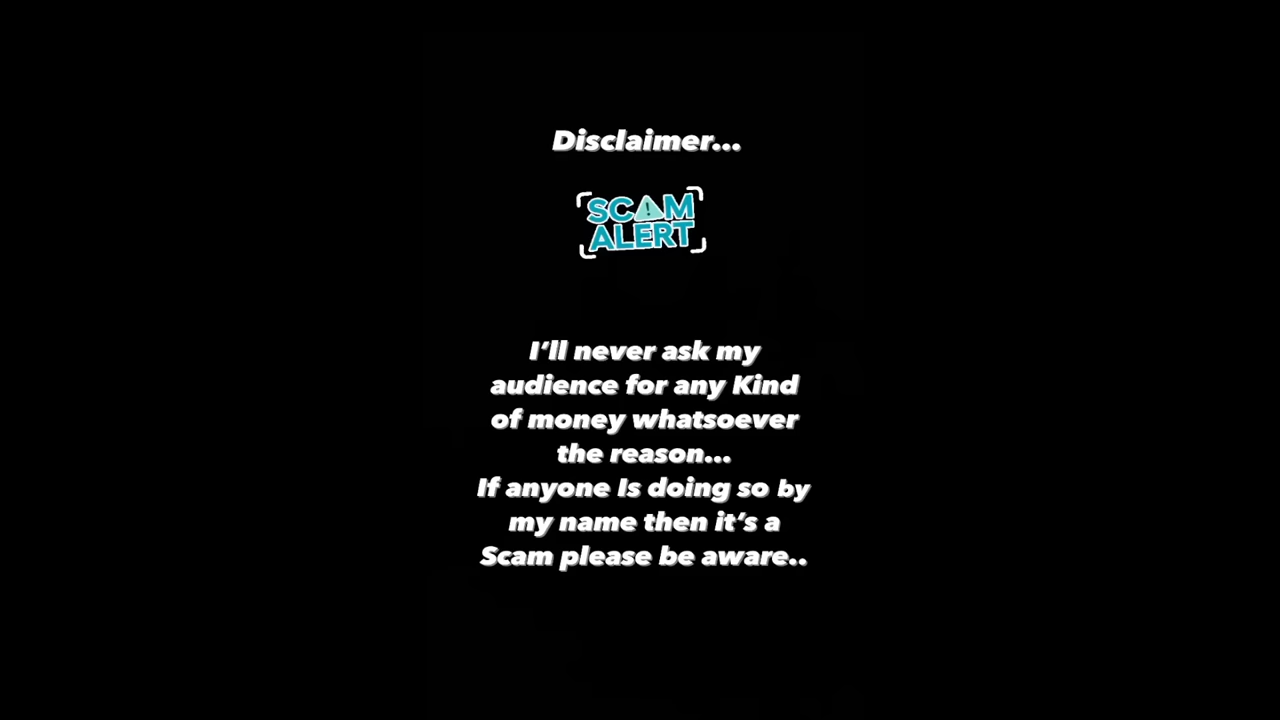 Disclaimer...
SCAM
ALERT
I'll never ask my
audience for any Kind
of money whatsoever
the reason...
If anyone Is doing so by
my name then it's a
Scam please be aware..